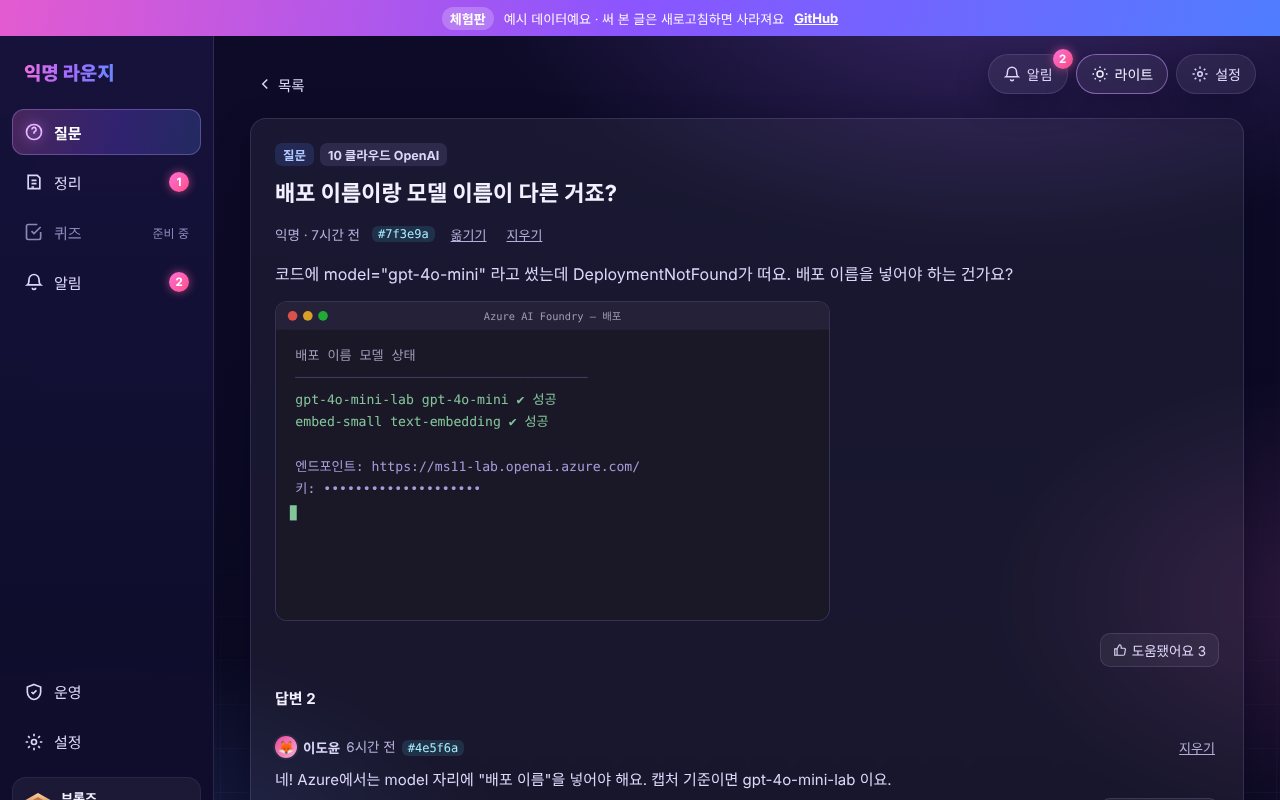 체험판 예시 데이터예요 · 써 본 글은 새로고침하면 사라져요 GitHub
익명 라운지
질문
정리 1
퀴즈 준비 중
알림 2
운영
설정
브론즈
목록
알림 2
라이트
설정
질문 10 클라우드 OpenAI
배포 이름이랑 모델 이름이 다른 거죠?
익명 · 7시간 전 #7f3e9a 옮기기 지우기
코드에 model="gpt-4o-mini" 라고 썼는데 DeploymentNotFound가 떠요. 배포 이름을 넣어야 하는 건가요?
Azure AI Foundry — 배포
배포 이름 모델 상태
gpt-4o-mini-lab gpt-4o-mini ✔ 성공
embed-small text-embedding ✔ 성공
엔드포인트: https://ms11-lab.openai.azure.com/
키: ••••••••••••••••••••
도움됐어요 3
답변 2
이도윤 6시간 전 #4e5f6a 지우기
네! Azure에서는 model 자리에 "배포 이름"을 넣어야 해요. 캡처 기준이면 gpt-4o-mini-lab 이요.